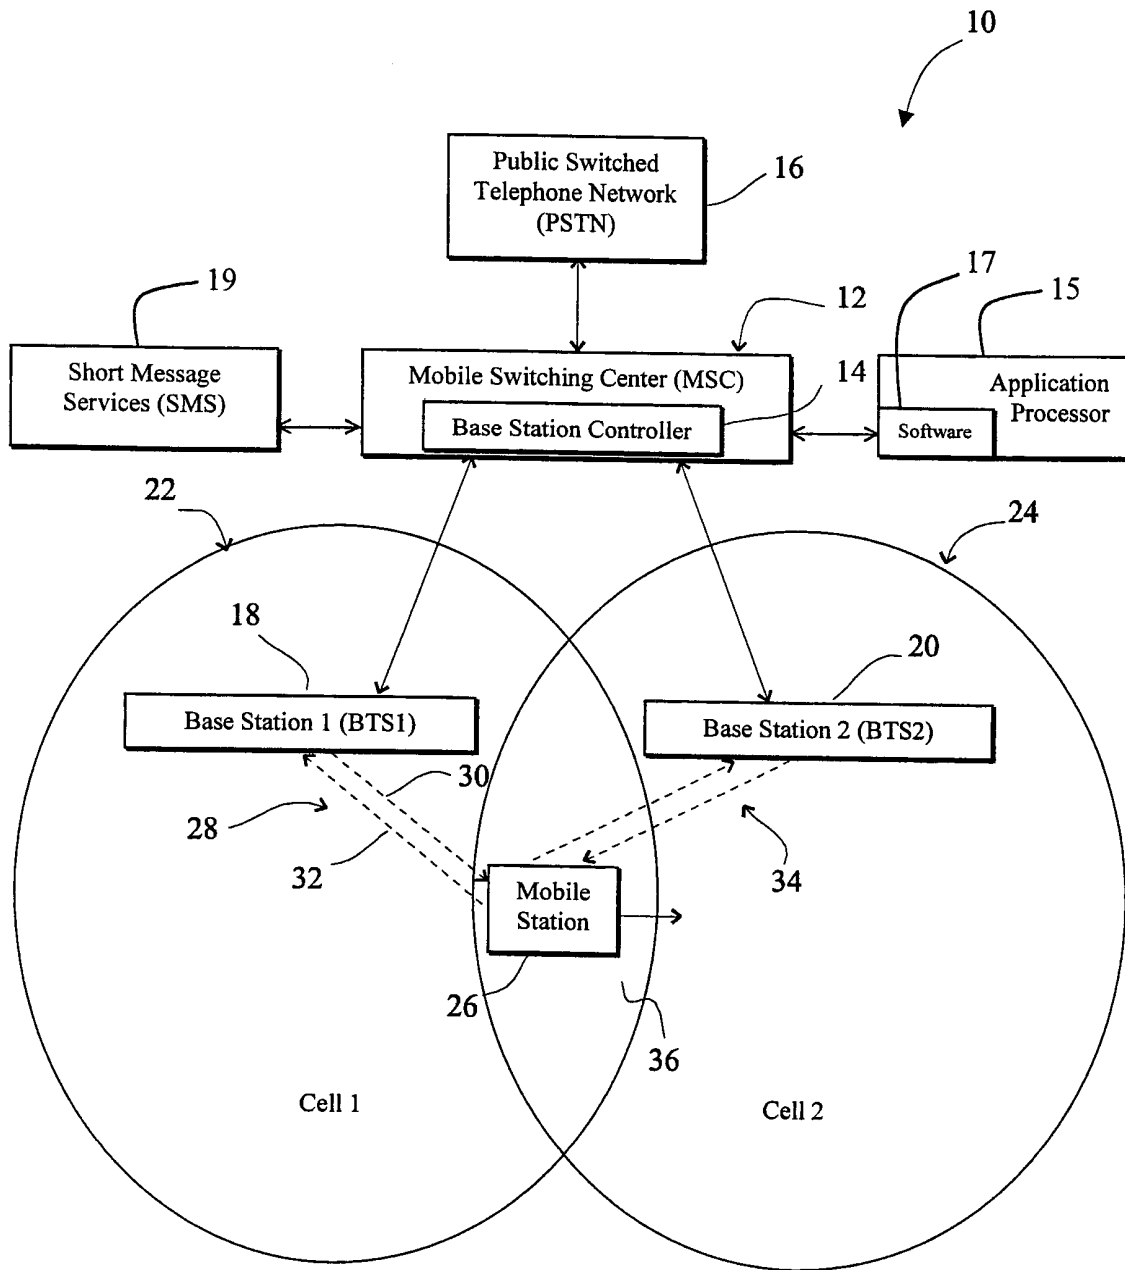 10
Public Switched
Telephone Network
(PSTN)
16
19
17
15
12
Short Message
Services (SMS)
Mobile Switching Center (MSC)
14
Base Station Controller
Application
Processor
Software
22
24
18
20
Base Station 1 (BTS1)
Base Station 2 (BTS2)
30
28
32
34
Mobile
Station
26
36
Cell 1
Cell 2